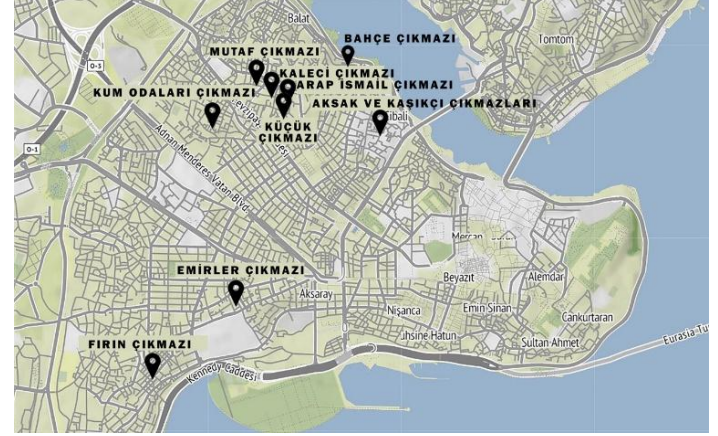 Balat
BAHÇE ÇIKMAZI
Tomtom
MUTAF ÇIKMAZI
O-3
KALECİ ÇIKMAZI
ARAP İSMAİL ÇIKMAZI
KUM ODALARI ÇIKMAZI
AKSAK VE KAŞIKÇI ÇIKMAZLARI
KÜÇÜK
ÇIKMAZI
O-1
Adnan Menderes Vatan Blv.
EMİRLER ÇIKMAZI
Beyazıt
Alemdar
Aksaray
Nişanca
Emin Sinan
Cankurtaran
Sultan Ahmet
FIRIN ÇIKMAZI
Kennedy Caddesi
Eurasia Tu